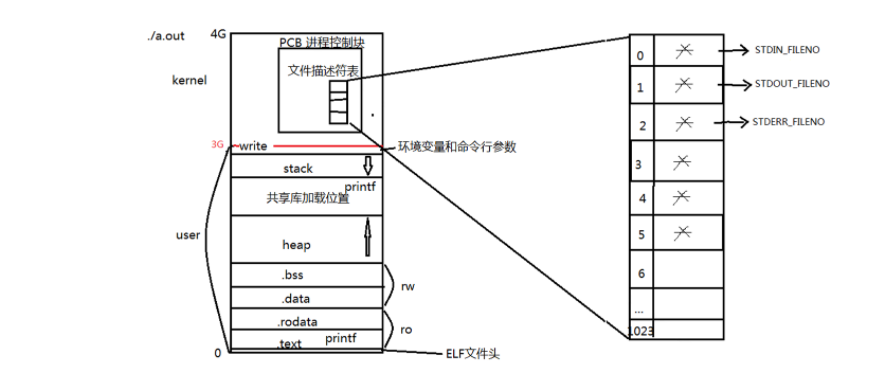 ./a.out
4G
PCB 进程控制块
文件描述符表
kernel
3G
write
环境变量和命令行参数
stack
printf
共享库加载位置
user
heap
.bss
.data
rw
.rodata
ro
.text
printf
0
ELF文件头
0
STDIN_FILENO
1
STDOUT_FILENO
2
STDERR_FILENO
3
4
5
6
...
1023